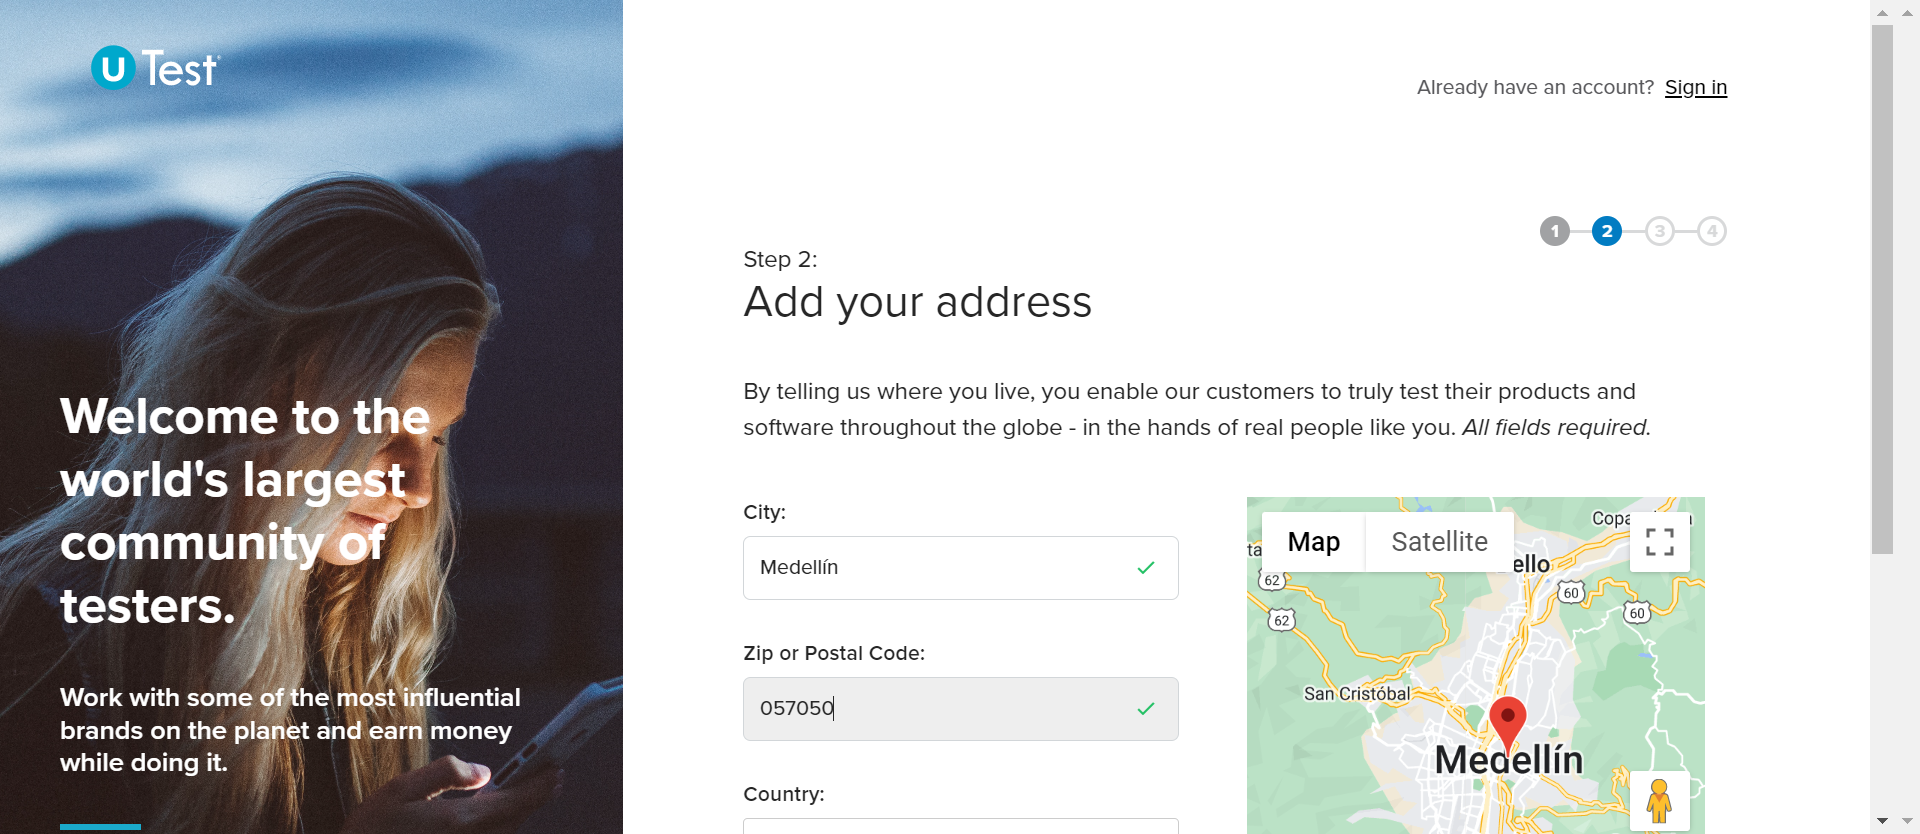 U Test
Already have an account? Sign in
1 2 3 4
Step 2:
Add your address
By telling us where you live, you enable our customers to truly test their products and
software throughout the globe - in the hands of real people like you. All fields required.
Welcome to the
world's largest
community of
testers.
Work with some of the most influential
brands on the planet and earn money
while doing it.
City:
Medellín
Zip or Postal Code:
057050
Country:
Map Satellite
62
62
60
60
San Cristóbal
Medellín